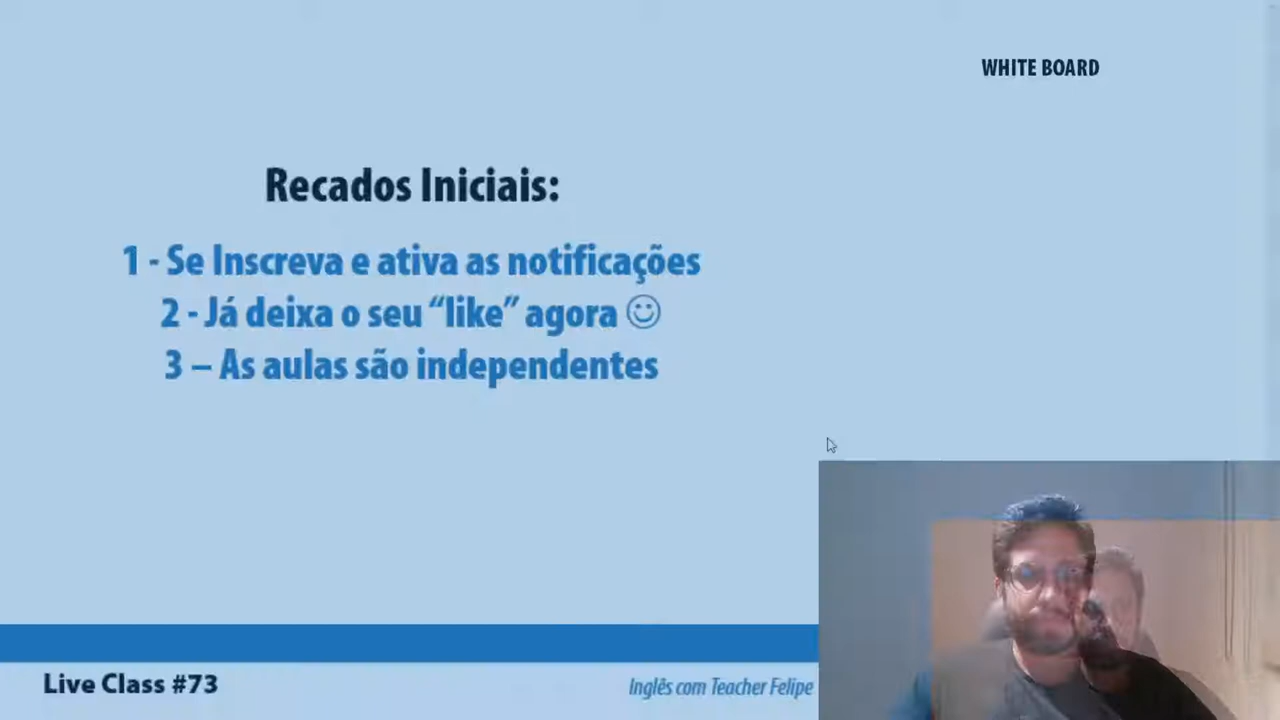 WHITE BOARD
Recados Iniciais:
1 - Se Inscreva e ativa as notificações
2 - Já deixa o seu “like” agora ☺
3 – As aulas são independentes
Live Class #73
Inglês com Teacher Felipe